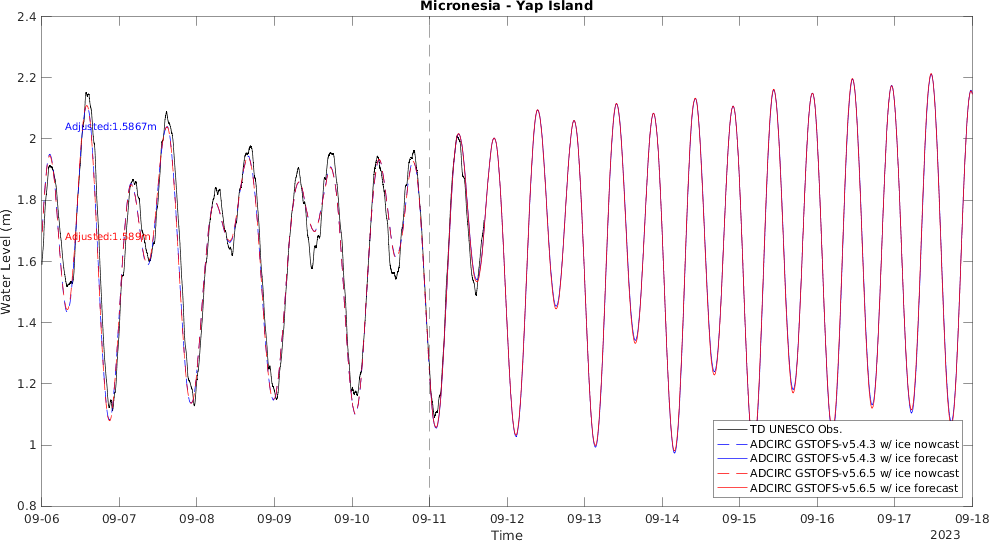 Micronesia - Yap Island
2.4
2.2
2
1.8
1.6
1.4
1.2
1
0.8
Water Level (m)
Adjusted:1.5867m
Adjusted:1.589m
TD UNESCO Obs.
ADCIRC GSTOFS-v5.4.3 w/ ice nowcast
ADCIRC GSTOFS-v5.4.3 w/ ice forecast
ADCIRC GSTOFS-v5.6.5 w/ ice nowcast
ADCIRC GSTOFS-v5.6.5 w/ ice forecast
09-06 09-07 09-08 09-09 09-10 09-11 09-12 09-13 09-14 09-15 09-16 09-17 09-18
Time
2023